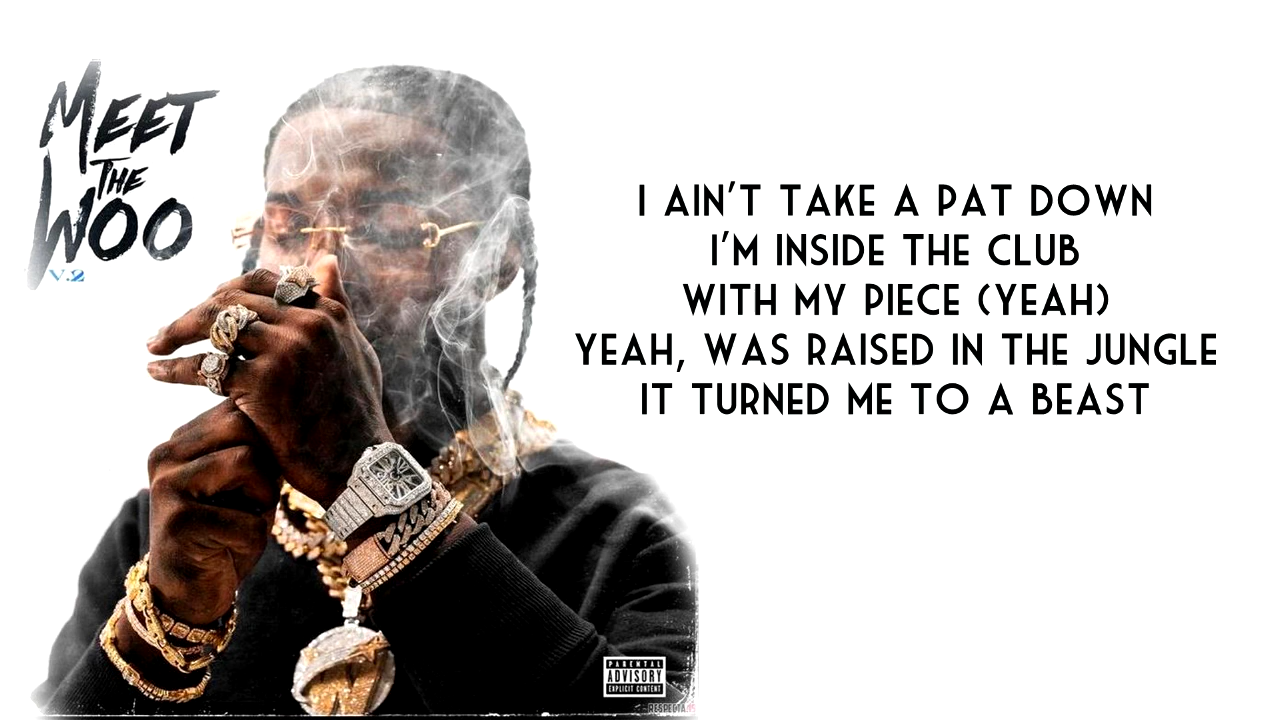 MEET
THE
WOO
V.2
I AIN'T TAKE A PAT DOWN
I'M INSIDE THE CLUB
WITH MY PIECE (YEAH)
YEAH, WAS RAISED IN THE JUNGLE
IT TURNED ME TO A BEAST
PARENTAL
ADVISORY
EXPLICIT CONTENT